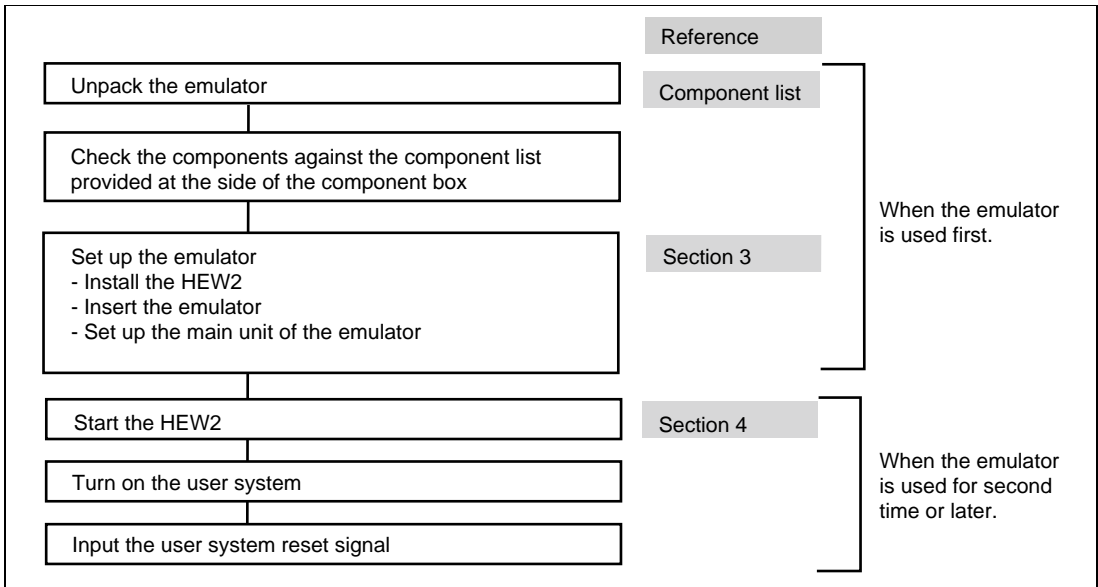 Reference
Unpack the emulator
Component list
Check the components against the component list
provided at the side of the component box
When the emulator
is used first.
Set up the emulator
- Install the HEW2
- Insert the emulator
- Set up the main unit of the emulator
Section 3
Start the HEW2
Section 4
Turn on the user system
When the emulator
is used for second
time or later.
Input the user system reset signal